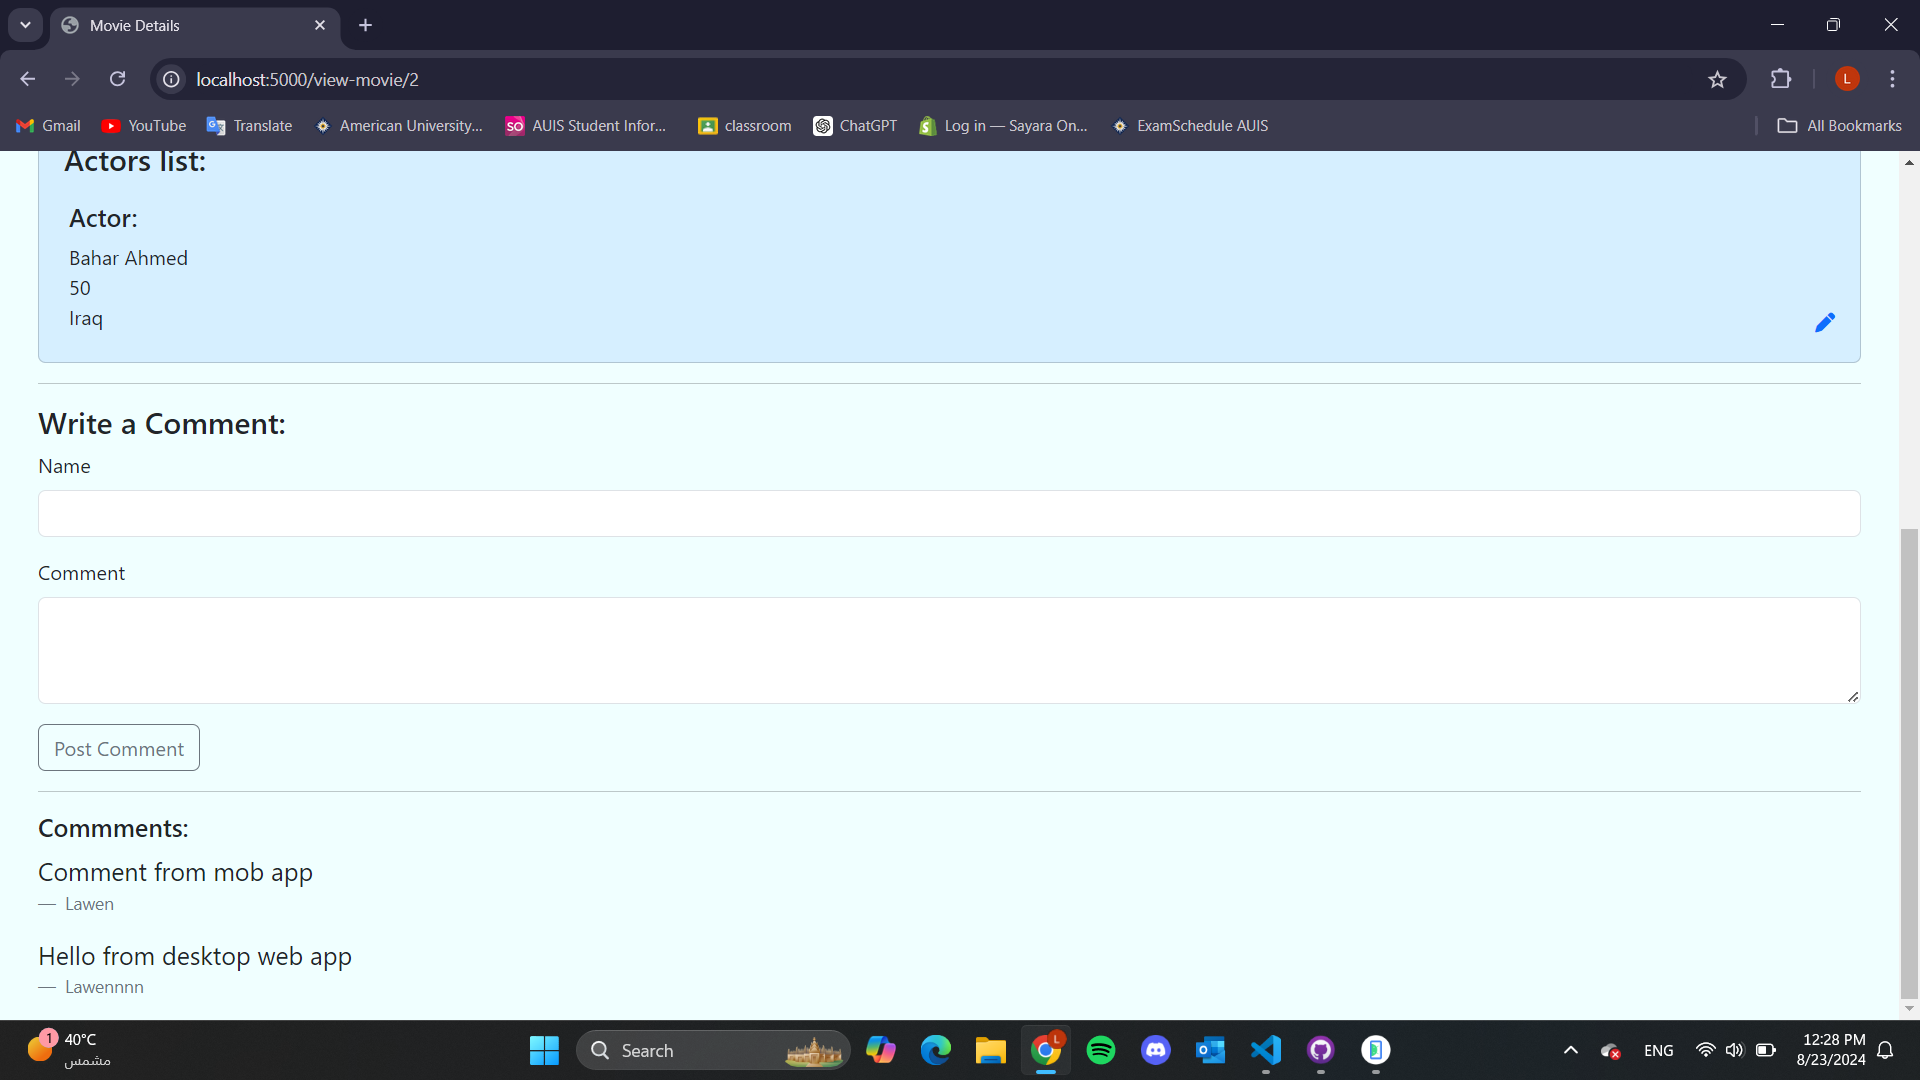 Movie Details
localhost:5000/view-movie/2
L
Gmail
YouTube
Translate
American University...
SO
AUIS Student Infor...
classroom
ChatGPT
Log in — Sayara On...
ExamSchedule AUIS
All Bookmarks
Actors list:
Actor:
Bahar Ahmed
50
Iraq
Write a Comment:
Name
Comment
Post Comment
Commments:
Comment from mob app
— Lawen
Hello from desktop web app
— Lawennnn
1
40°C
مشمس
Search
L
ENG
12:28 PM
8/23/2024